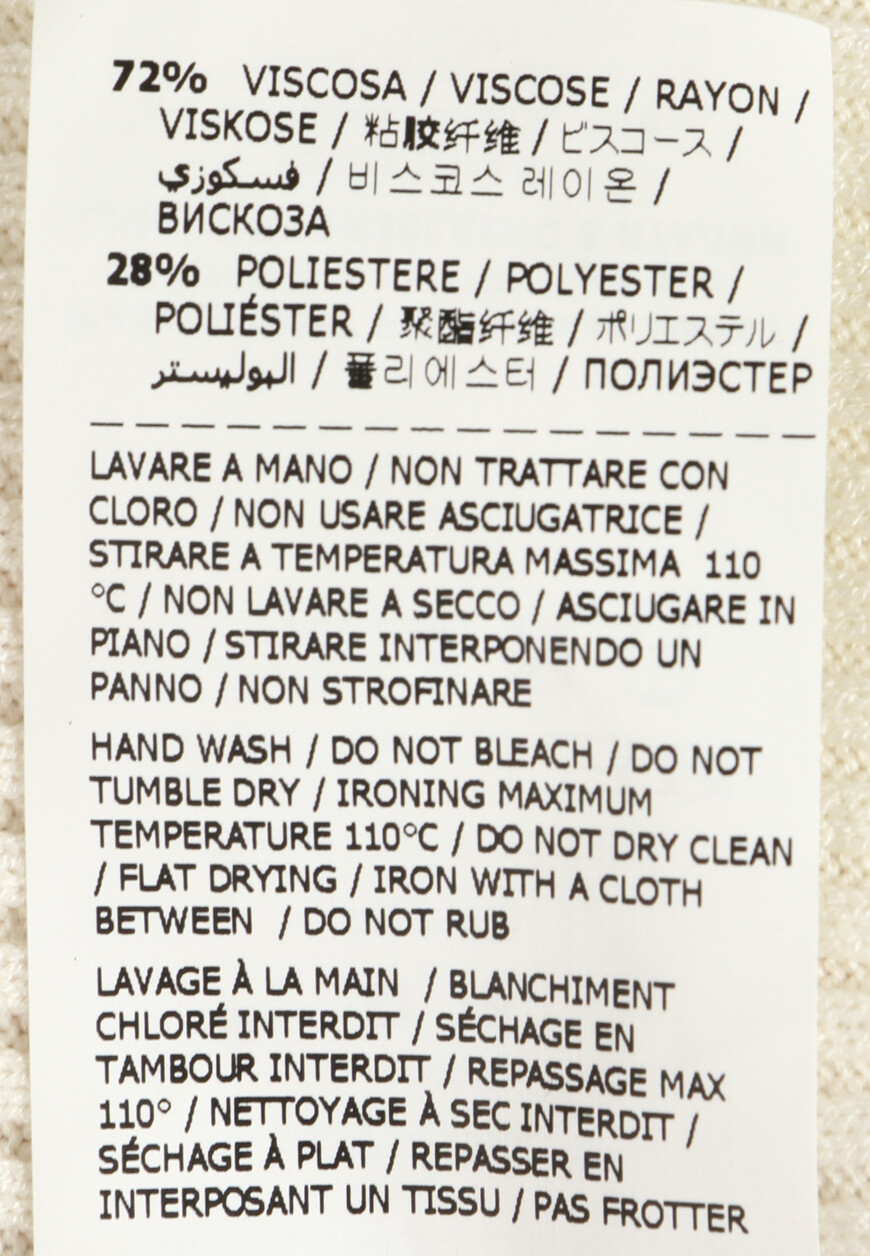 72% VISCOSA / VISCOSE / RAYON /
VISKOSE / 粘胶纤维 / ビスコース /
فسكوزي / 비스코스 레이온 /
ВИСКОЗА
28% POLIESTERE / POLYESTER /
POLIÉSTER / 聚酯纤维 / ポリエステル /
البوليستر / 폴리에스터 / ПОЛИЭСТЕР
LAVARE A MANO / NON TRATTARE CON
CLORO / NON USARE ASCIUGATRICE /
STIRARE A TEMPERATURA MASSIMA 110
°C / NON LAVARE A SECCO / ASCIUGARE IN
PIANO / STIRARE INTERPONENDO UN
PANNO / NON STROFINARE
HAND WASH / DO NOT BLEACH / DO NOT
TUMBLE DRY / IRONING MAXIMUM
TEMPERATURE 110°C / DO NOT DRY CLEAN
/ FLAT DRYING / IRON WITH A CLOTH
BETWEEN / DO NOT RUB
LAVAGE À LA MAIN / BLANCHIMENT
CHLORÉ INTERDIT / SÉCHAGE EN
TAMBOUR INTERDIT / REPASSAGE MAX
110° / NETTOYAGE À SEC INTERDIT /
SÉCHAGE À PLAT / REPASSER EN
INTERPOSANT UN TISSU / PAS FROTTER